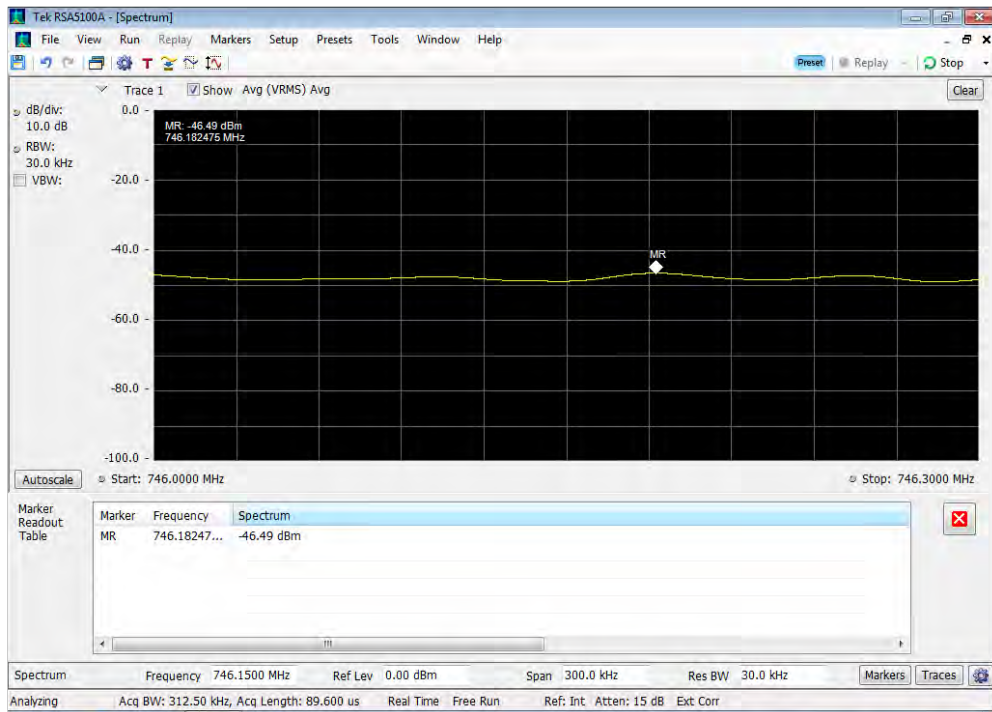 Tek RSA5100A - [Spectrum]
File View Run Replay Markers Setup Presets Tools Window Help
T Preset Replay Stop
Trace 1 Show Avg (VRMS) Avg Clear
dB/div:
10.0 dB
RBW:
30.0 kHz
VBW:
0.0
-20.0
-40.0
-60.0
-80.0
-100.0
MR: -46.49 dBm
746.182475 MHz
MR
Autoscale Start: 746.0000 MHz Stop: 746.3000 MHz
Marker
Readout
Table
Marker Frequency Spectrum
MR 746.18247... -46.49 dBm
Spectrum Frequency 746.1500 MHz Ref Lev 0.00 dBm Span 300.0 kHz Res BW 30.0 kHz Markers Traces
Analyzing Acq BW: 312.50 kHz, Acq Length: 89.600 us Real Time Free Run Ref: Int Atten: 15 dB Ext Corr